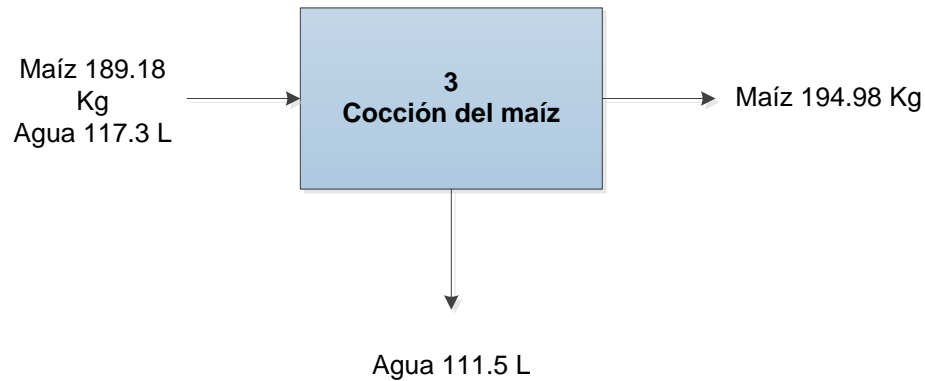 Maíz 189.18
Kg
Agua 117.3 L
3
Cocción del maíz
Maíz 194.98 Kg
Agua 111.5 L